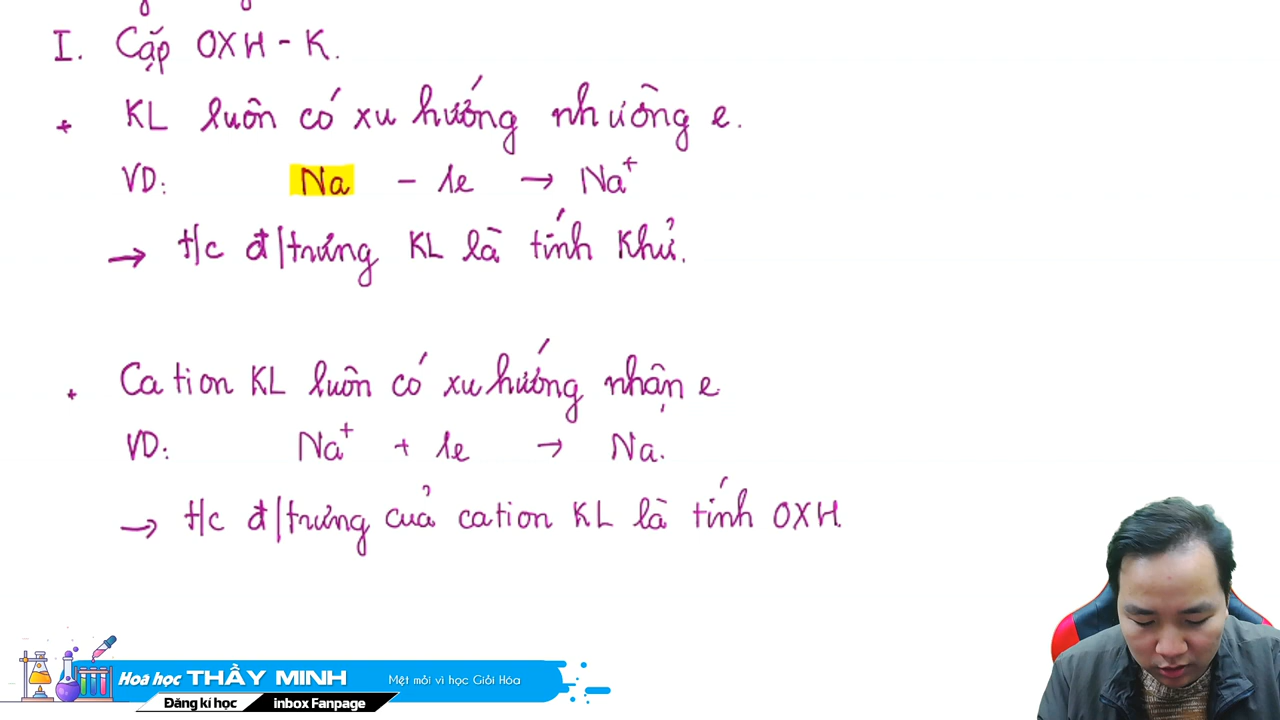 I. Cặp OXH - K.
+ KL luôn có xu hướng nhường e.
VD: Na - 1e → Na⁺
→ t/c đ/trưng KL là tính khử.
+ Cation KL luôn có xu hướng nhận e
VD: Na⁺ + 1e → Na.
→ t/c đ/trưng của cation KL là tính OXH.
Hoá học THẦY MINH
Mệt mỏi vì học Giỏi Hóa
Đăng kí học
inbox Fanpage